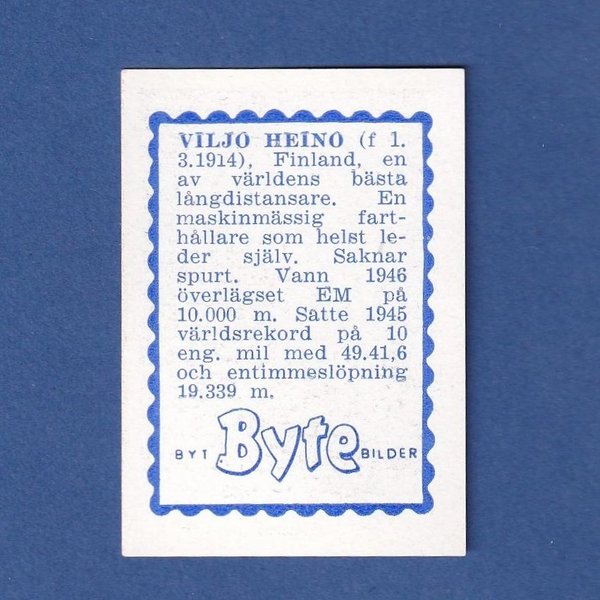 VILJO HEINO (f 1.
3.1914), Finland, en
av världens bästa
långdistansare. En
maskinmässig fart-
hållare som helst le-
der själv. Saknar
spurt. Vann 1946
överlägset EM på
10.000 m. Satte 1945
världsrekord på 10
eng. mil med 49.41,6
och entimmeslöpning
19.339 m.
BYT Byte BILDER